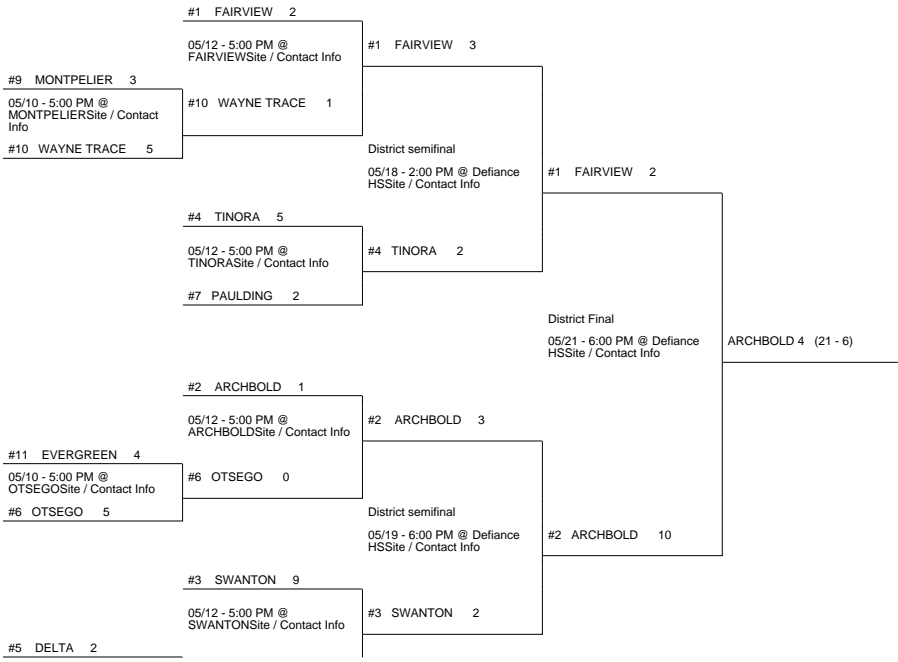 #1 FAIRVIEW 2
05/12 - 5:00 PM @
FAIRVIEWSite / Contact Info
#1 FAIRVIEW 3
#9 MONTPELIER 3
05/10 - 5:00 PM @
MONTPELIERSite / Contact
Info
#10 WAYNE TRACE 1
#10 WAYNE TRACE 5
District semifinal
05/18 - 2:00 PM @ Defiance
HSSite / Contact Info
#1 FAIRVIEW 2
#4 TINORA 5
05/12 - 5:00 PM @
TINORASite / Contact Info
#4 TINORA 2
#7 PAULDING 2
District Final
05/21 - 6:00 PM @ Defiance
HSSite / Contact Info
ARCHBOLD 4 (21 - 6)
#2 ARCHBOLD 1
05/12 - 5:00 PM @
ARCHBOLDSite / Contact Info
#2 ARCHBOLD 3
#11 EVERGREEN 4
05/10 - 5:00 PM @
OTSEGOSite / Contact Info
#6 OTSEGO 0
#6 OTSEGO 5
District semifinal
05/19 - 6:00 PM @ Defiance
HSSite / Contact Info
#2 ARCHBOLD 10
#3 SWANTON 9
05/12 - 5:00 PM @
SWANTONSite / Contact Info
#3 SWANTON 2
#5 DELTA 2